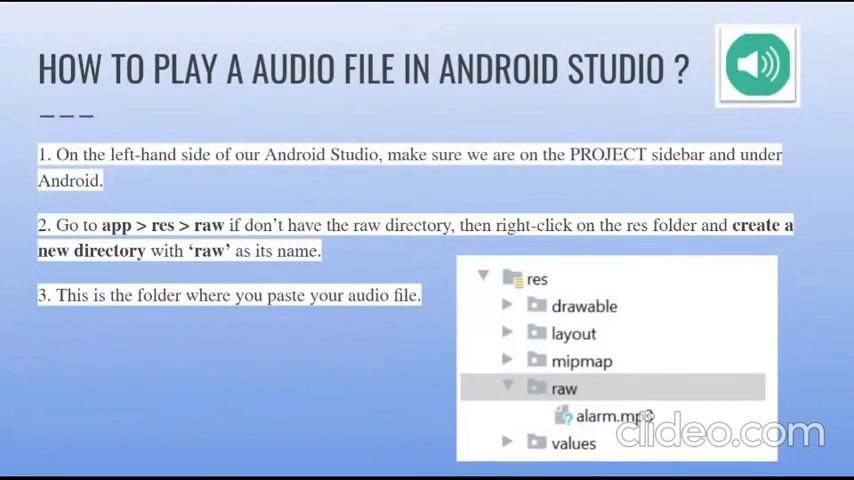 HOW TO PLAY A AUDIO FILE IN ANDROID STUDIO ?
1. On the left-hand side of our Android Studio, make sure we are on the PROJECT sidebar and under
Android.
2. Go to app > res > raw if don’t have the raw directory, then right-click on the res folder and create a
new directory with ‘raw’ as its name.
3. This is the folder where you paste your audio file.
res
drawable
layout
mipmap
raw
alarm.mp3
values
clideo.com